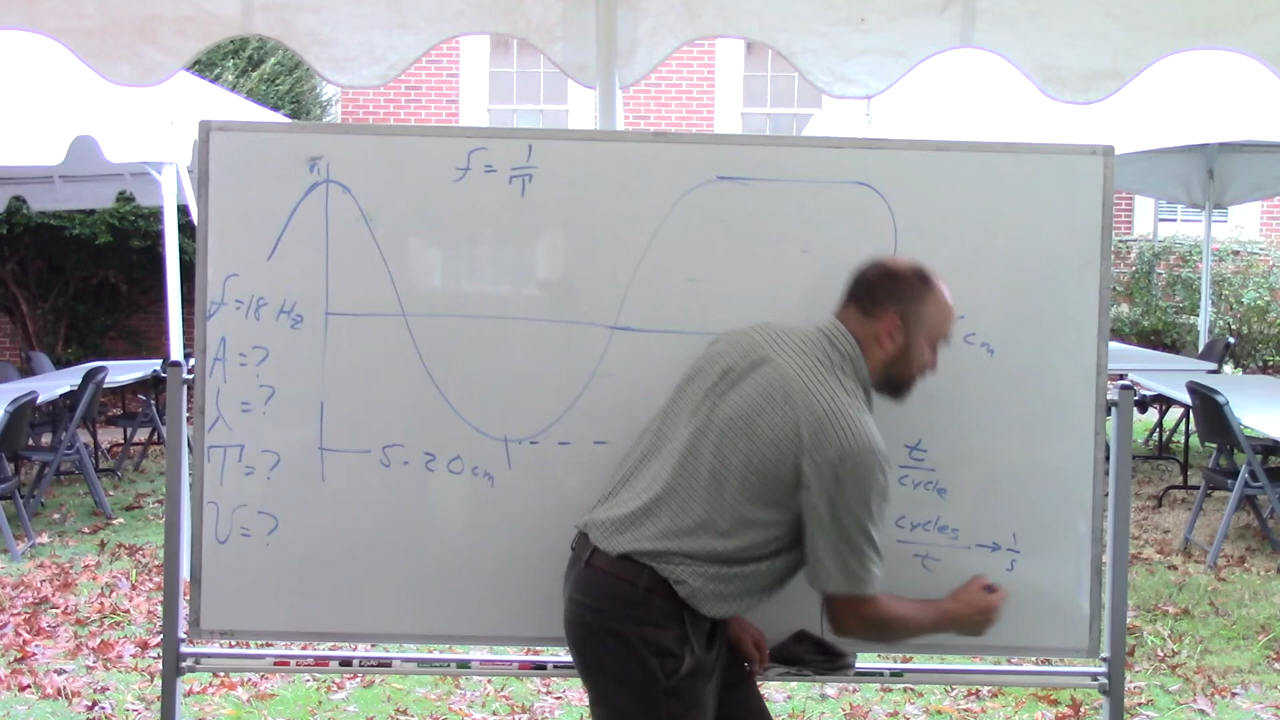 f = 1/T
f = 18 Hz
A = ?
λ = ?
T = ?
v = ?
5.20 cm
cm
t/cycle
cycles/t → 1/s